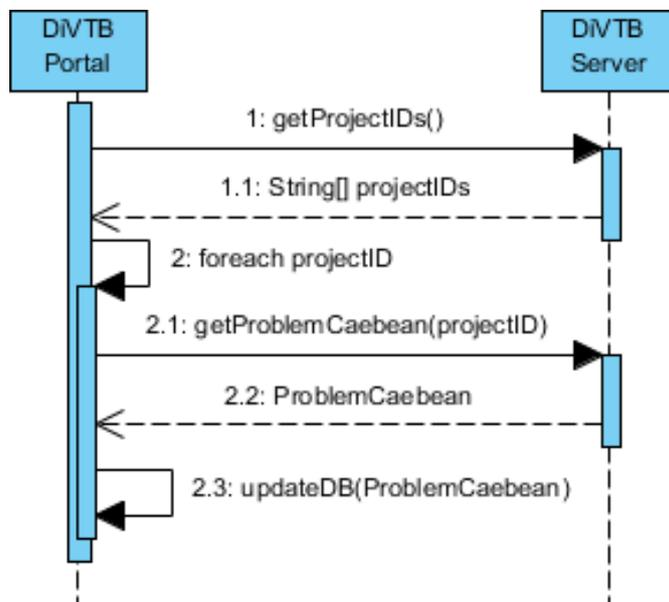 DiVTB
Portal
DiVTB
Server
1: getProjectIDs()
1.1: String[] projectIDs
2: foreach projectID
2.1: getProblemCaebean(projectID)
2.2: ProblemCaebean
2.3: updateDB(ProblemCaebean)